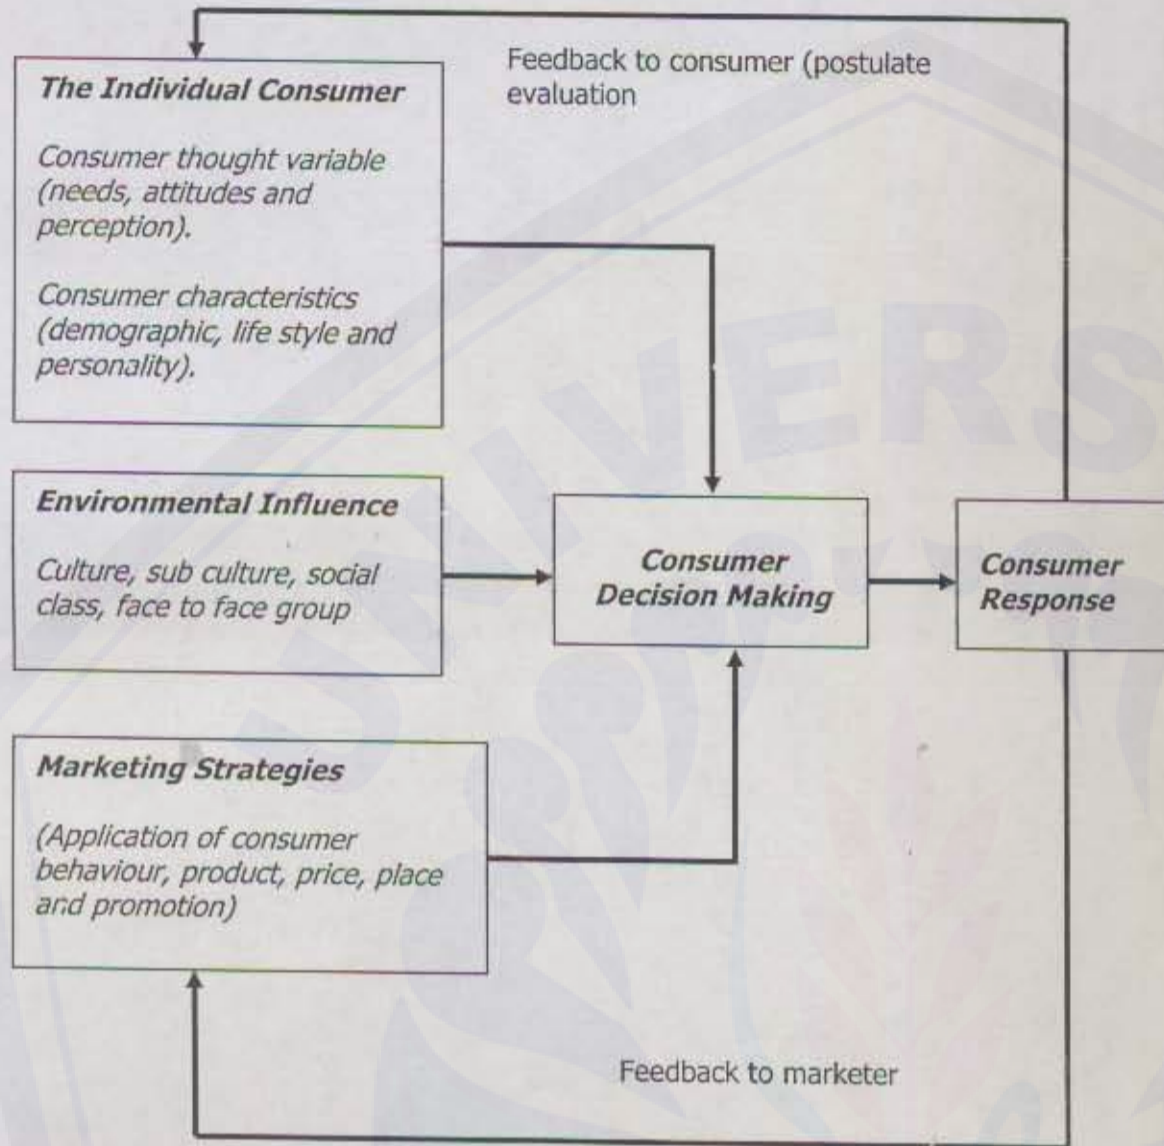 Feedback to consumer (postulate
evaluation
The Individual Consumer
Consumer thought variable
(needs, attitudes and
perception).
Consumer characteristics
(demographic, life style and
personality).
Environmental Influence
Culture, sub culture, social
class, face to face group
Consumer
Decision Making
Consumer
Response
Marketing Strategies
(Application of consumer
behaviour, product, price, place
and promotion)
Feedback to marketer
UNIVERS